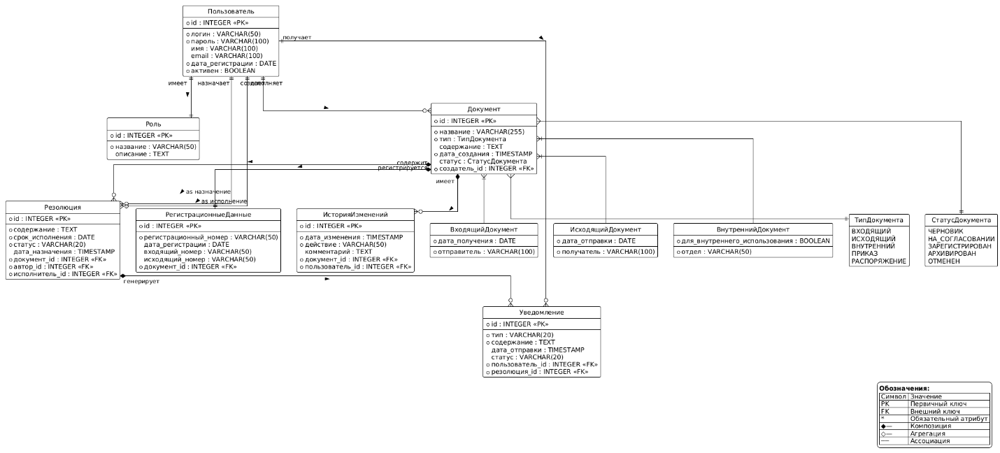 Пользователь
id : INTEGER «PK»
логин : VARCHAR(50)
пароль : VARCHAR(100)
имя : VARCHAR(100)
email : VARCHAR(100)
дата_регистрации : DATE
активен : BOOLEAN
получает
имеет
назначает
Документ
id : INTEGER «PK»
название : VARCHAR(255)
тип : ТипДокумента
содержание : TEXT
дата_создания : TIMESTAMP
статус : СтатусДокумента
создатель_id : INTEGER «FK»
Роль
id : INTEGER «PK»
название : VARCHAR(50)
описание : TEXT
содержит
регистрируется
имеет
as назначение
as исполнение
Резолюция
id : INTEGER «PK»
содержание : TEXT
срок_исполнения : DATE
статус : VARCHAR(20)
дата_назначения : TIMESTAMP
документ_id : INTEGER «FK»
автор_id : INTEGER «FK»
исполнитель_id : INTEGER «FK»
РегистрационныеДанные
id : INTEGER «PK»
регистрационный_номер : VARCHAR(50)
дата_регистрации : DATE
входящий_номер : VARCHAR(50)
исходящий_номер : VARCHAR(50)
документ_id : INTEGER «FK»
ИсторияИзменений
id : INTEGER «PK»
дата_изменения : TIMESTAMP
действие : VARCHAR(50)
комментарий : TEXT
документ_id : INTEGER «FK»
пользователь_id : INTEGER «FK»
ВходящийДокумент
дата_получения : DATE
отправитель : VARCHAR(100)
ИсходящийДокумент
дата_отправки : DATE
получатель : VARCHAR(100)
ВнутреннийДокумент
для_внутреннего_использования : BOOLEAN
отдел : VARCHAR(50)
ТипДокумента
ВХОДЯЩИЙ
ИСХОДЯЩИЙ
ВНУТРЕННИЙ
ПРИКАЗ
РАСПОРЯЖЕНИЕ
СтатусДокумента
ЧЕРНОВИК
НА_СОГЛАСОВАНИИ
ЗАРЕГИСТРИРОВАН
АРХИВИРОВАН
ОТМЕНЕН
генерирует
Уведомление
id : INTEGER «PK»
тип : VARCHAR(20)
содержание : TEXT
дата_отправки : TIMESTAMP
статус : VARCHAR(20)
пользователь_id : INTEGER «FK»
резолюция_id : INTEGER «FK»
Обозначения:
Символ Значение
PK Первичный ключ
FK Внешний ключ
* Обязательный атрибут
◆— Композиция
◇— Агрегация
— Ассоциация